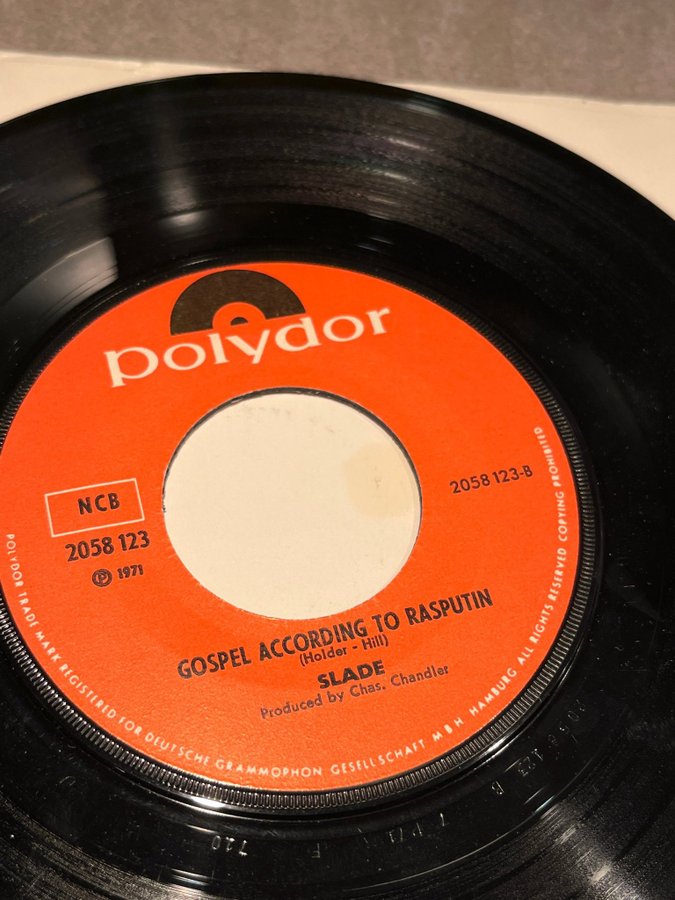 polydor
NCB
2058 123
Ⓟ 1971
2058 123-B
GOSPEL ACCORDING TO RASPUTIN
(Holder - Hill)
SLADE
Produced by Chas. Chandler
POLYDOR TRADE MARK REGISTERED FOR DEUTSCHE GRAMMOPHON GESELLSCHAFT M B H HAMBURG ALL RIGHTS RESERVED COPYING PROHIBITED
720